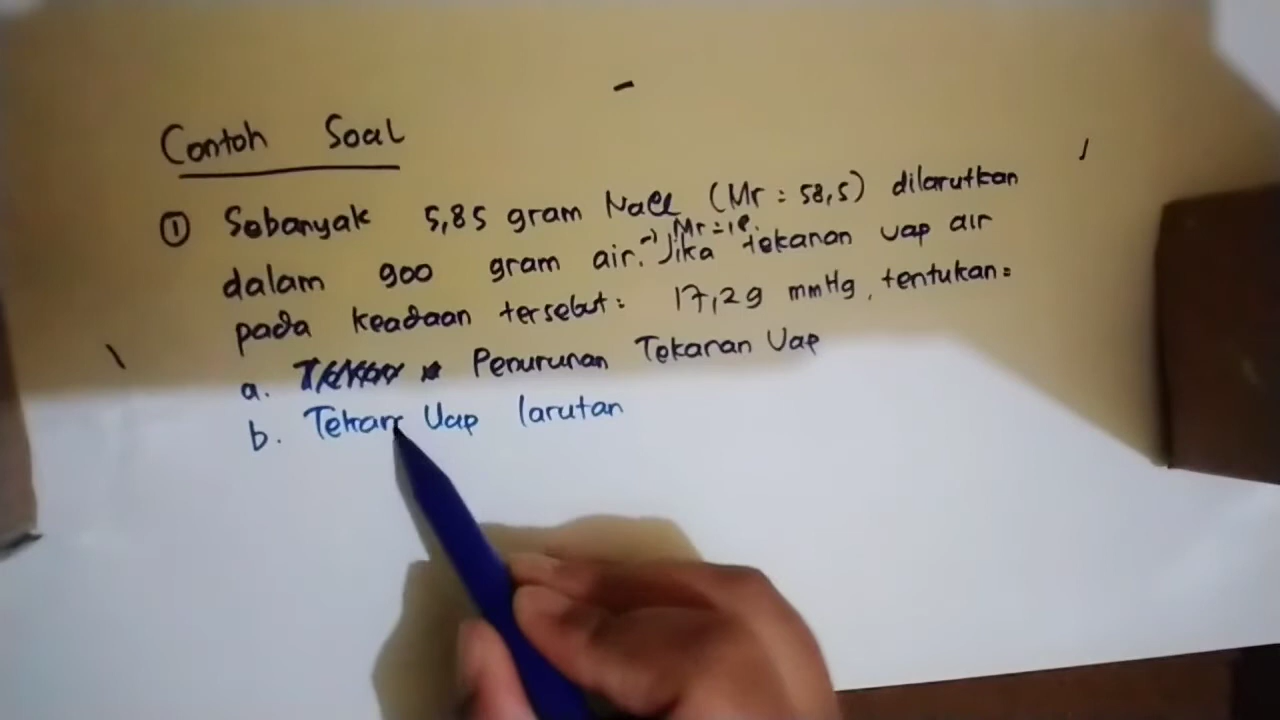 Contoh Soal
① Sebanyak 5,85 gram NaCl (Mr = 58,5) dilarutkan
Mr = 18.
dalam 900 gram air. Jika tekanan uap air
pada keadaan tersebut = 17,29 mmHg, tentukan =
a. Penurunan Tekanan Uap
b. Tekan Uap larutan